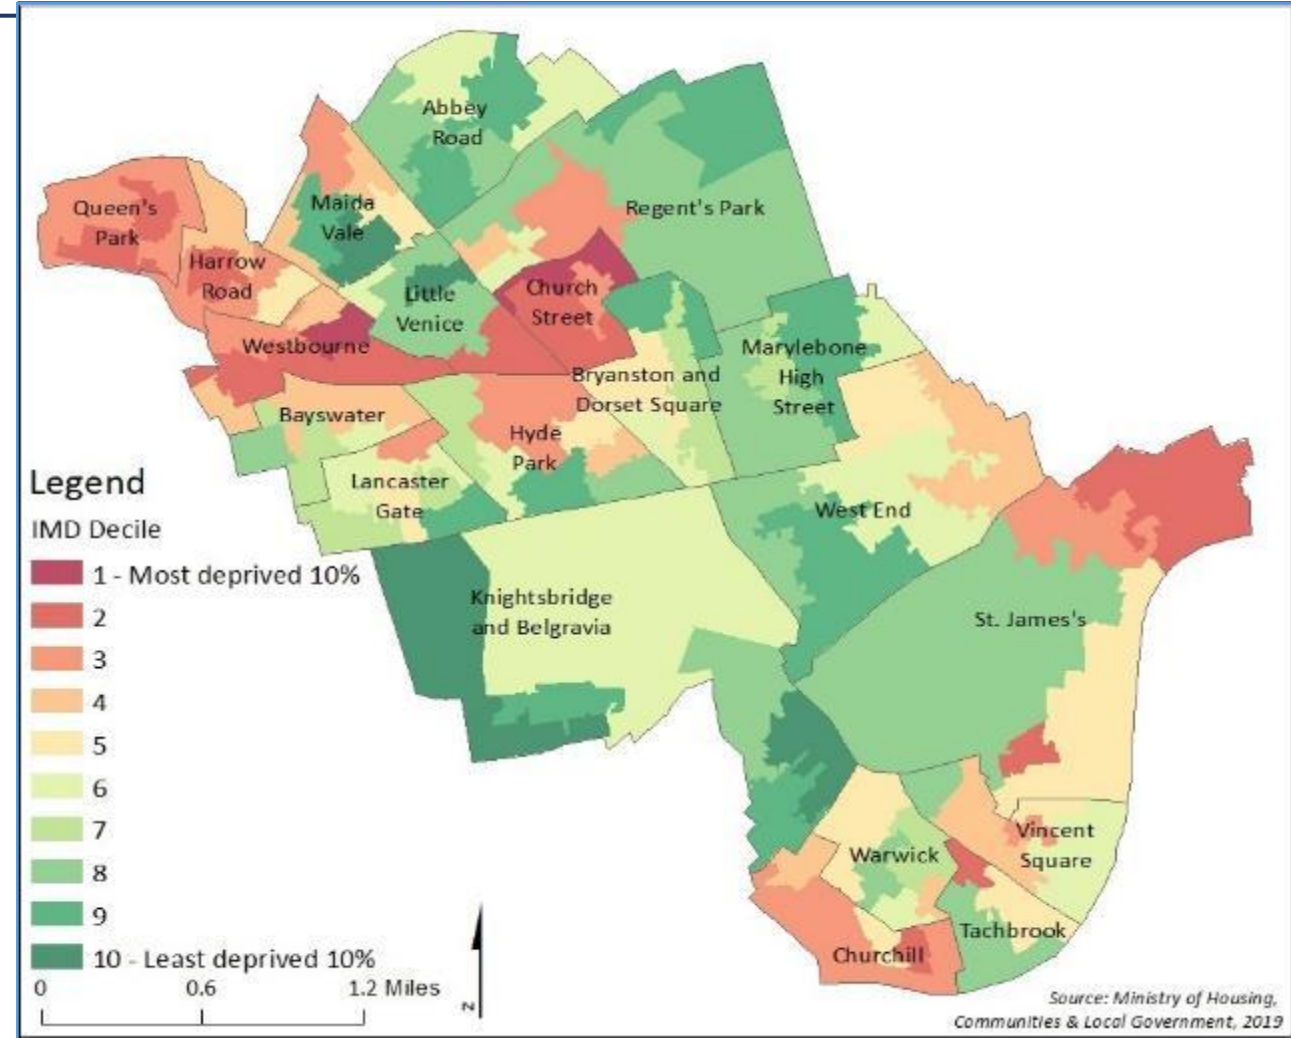 Abbey
Road
Queen's
Park
Maida
Vale
Regent's Park
Harrow
Road
Little
Venice
Church
Street
Westbourne
Marylebone
High
Street
Bryanston and
Dorset Square
Bayswater
Hyde
Park
Lancaster
Gate
West End
Knightsbridge
and Belgravia
St. James's
Vincent
Square
Warwick
Tachbrook
Churchill
Legend
IMD Decile
1 - Most deprived 10%
2
3
4
5
6
7
8
9
10 - Least deprived 10%
0 0.6 1.2 Miles
N
Source: Ministry of Housing,
Communities & Local Government, 2019